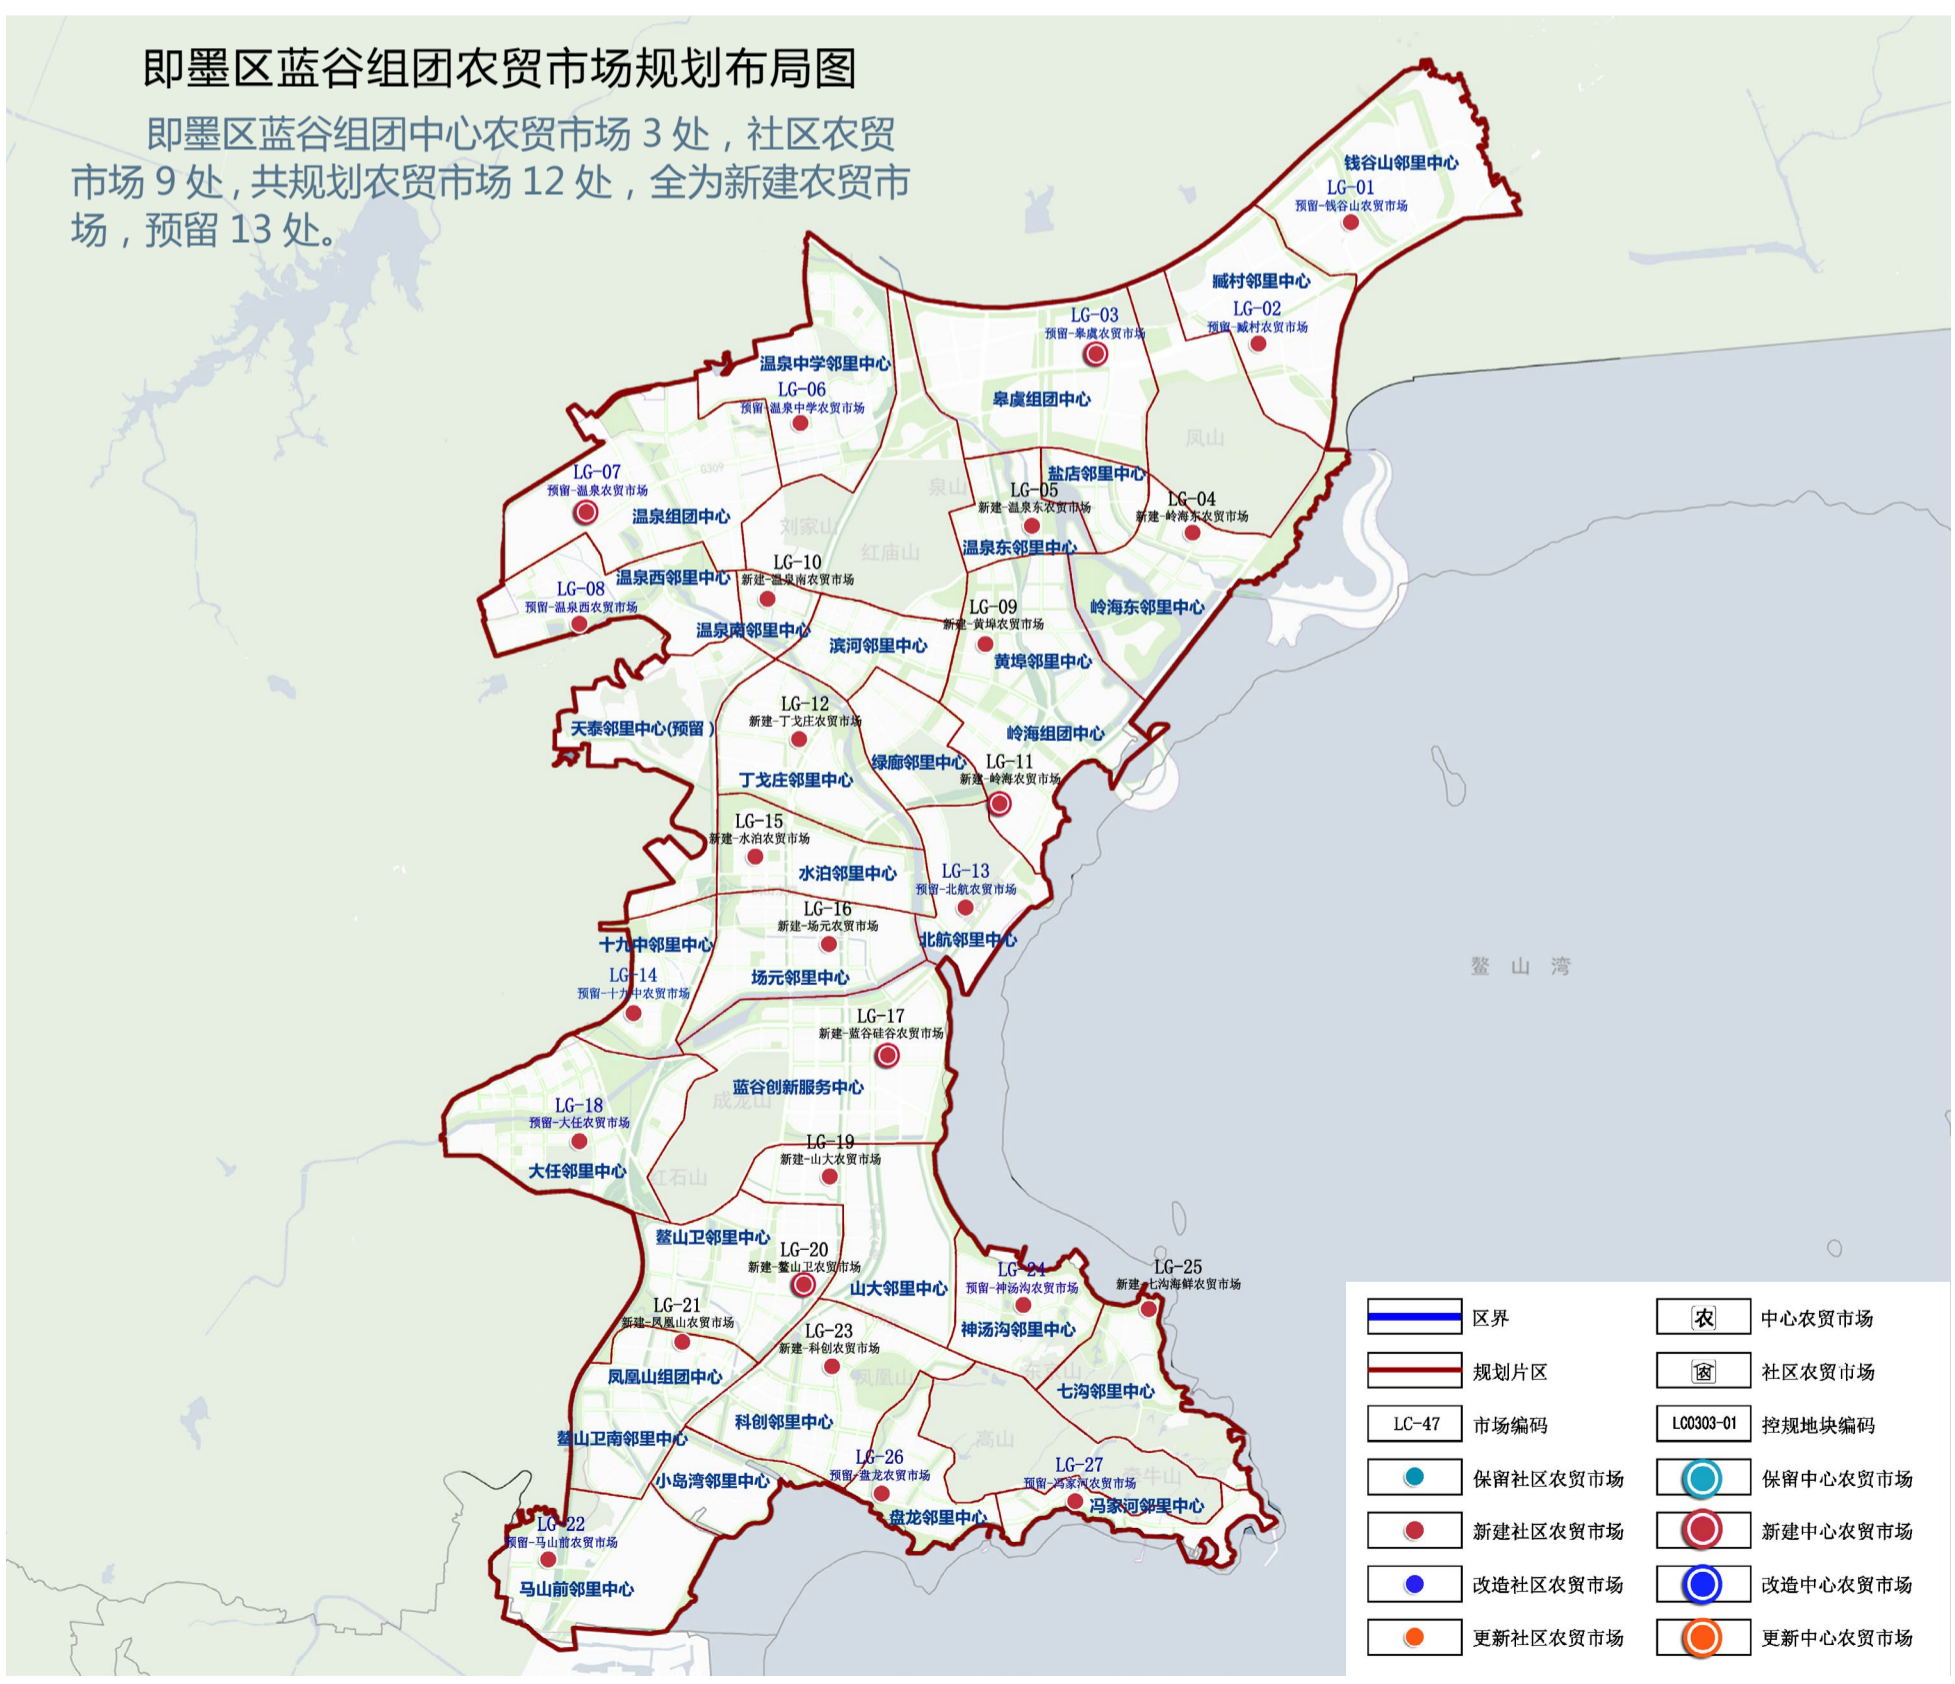 即墨区蓝谷组团农贸市场规划布局图
即墨区蓝谷组团中心农贸市场 3 处，社区农贸
市场 9 处，共规划农贸市场 12 处，全为新建农贸市
场，预留 13 处。
钱谷山邻里中心
LG-01
预留-钱谷山农贸市场
臧村邻里中心
LG-02
预留-臧村农贸市场
LG-03
预留-皋虞农贸市场
皋虞组团中心
温泉中学邻里中心
LG-06
预留-温泉中学农贸市场
凤山
G309
LG-07
预留-温泉农贸市场
温泉组团中心
泉山
盐店邻里中心
LG-05
新建-温泉东农贸市场
LG-04
新建-岭海东农贸市场
刘家山
红庙山
温泉东邻里中心
LG-10
新建-温泉南农贸市场
温泉西邻里中心
LG-08
预留-温泉西农贸市场
LG-09
新建-黄埠农贸市场
岭海东邻里中心
温泉南邻里中心
滨河邻里中心
黄埠邻里中心
LG-12
新建-丁戈庄农贸市场
天泰邻里中心(预留）
岭海组团中心
绿廊邻里中心
LG-11
新建-岭海农贸市场
丁戈庄邻里中心
LG-15
新建-水泊农贸市场
水泊邻里中心
LG-13
预留-北航农贸市场
LG-16
新建-场元农贸市场
十九中邻里中心
北航邻里中心
LG-14
预留-十九中农贸市场
场元邻里中心
鳌 山 湾
LG-17
新建-蓝谷硅谷农贸市场
蓝谷创新服务中心
成龙山
LG-18
预留-大任农贸市场
大任邻里中心
LG-19
新建-山大农贸市场
红石山
鳌山卫邻里中心
LG-20
新建-鳌山卫农贸市场
山大邻里中心
LG-24
预留-神汤沟农贸市场
LG-25
新建-七沟海鲜农贸市场
LG-21
新建-凤凰山农贸市场
LG-23
新建-科创农贸市场
神汤沟邻里中心
凤凰山组团中心
凤凰山
东京山
七沟邻里中心
科创邻里中心
鳌山卫南邻里中心
高山
LG-26
预留-盘龙农贸市场
LG-27
预留-冯家河农贸市场
牵牛山
小岛湾邻里中心
盘龙邻里中心
冯家河邻里中心
LG-22
预留-马山前农贸市场
马山前邻里中心
区界
农 中心农贸市场
规划片区
农 社区农贸市场
LC-47 市场编码
LC0303-01 控规地块编码
保留社区农贸市场
保留中心农贸市场
新建社区农贸市场
新建中心农贸市场
改造社区农贸市场
改造中心农贸市场
更新社区农贸市场
更新中心农贸市场